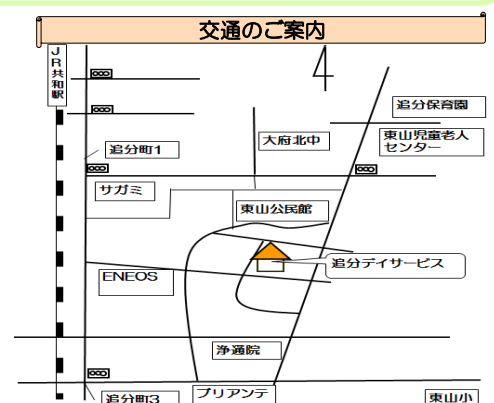 交通のご案内
JR共和駅
追分保育園
大府北中
東山児童老人
センター
追分町1
サガミ
東山公民館
追分デイサービス
ENEOS
浄通院
追分町3
ブリアンテ
東山小